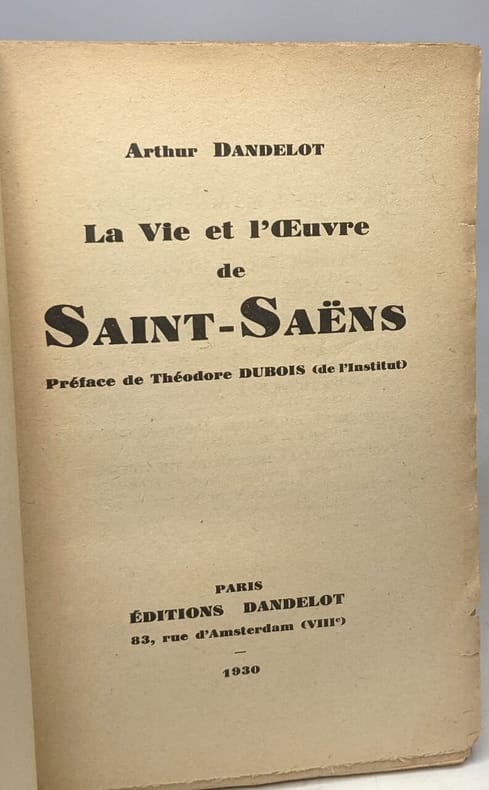 Arthur DANDELOT
La Vie et l'Œuvre
de
SAINT-SAËNS
Préface de Théodore DUBOIS (de l'Institut)
PARIS
ÉDITIONS DANDELOT
83, rue d'Amsterdam (VIIIᵉ)
—
1930